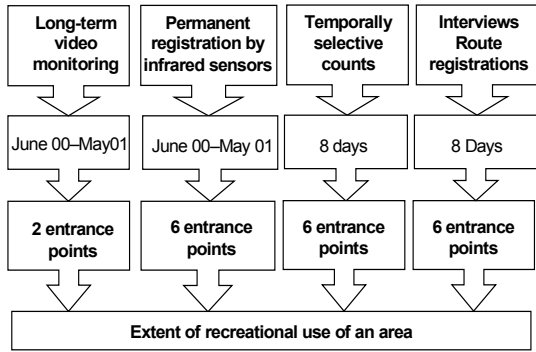 Long-term
video
monitoring
Permanent
registration by
infrared sensors
Temporally
selective
counts
Interviews
Route
registrations
June 00–May01
June 00–May 01
8 days
8 Days
2 entrance
points
6 entrance
points
6 entrance
points
6 entrance
points
Extent of recreational use of an area